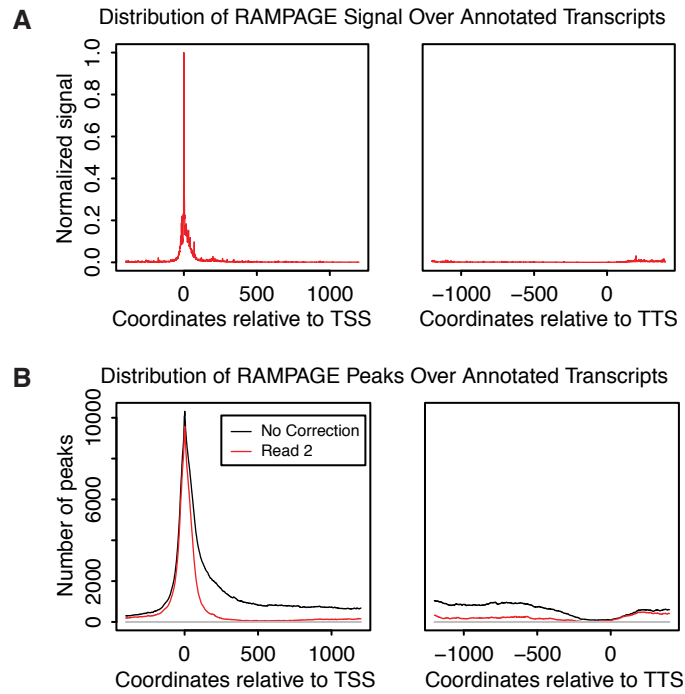 A
Distribution of RAMPAGE Signal Over Annotated Transcripts
Normalized signal
1.0
0.8
0.6
0.4
0.2
0.0
0 500 1000
−1000 −500 0
Coordinates relative to TSS
Coordinates relative to TTS
B
Distribution of RAMPAGE Peaks Over Annotated Transcripts
Number of peaks
10000
6000
2000
0
No Correction
Read 2
0 500 1000
−1000 −500 0
Coordinates relative to TSS
Coordinates relative to TTS